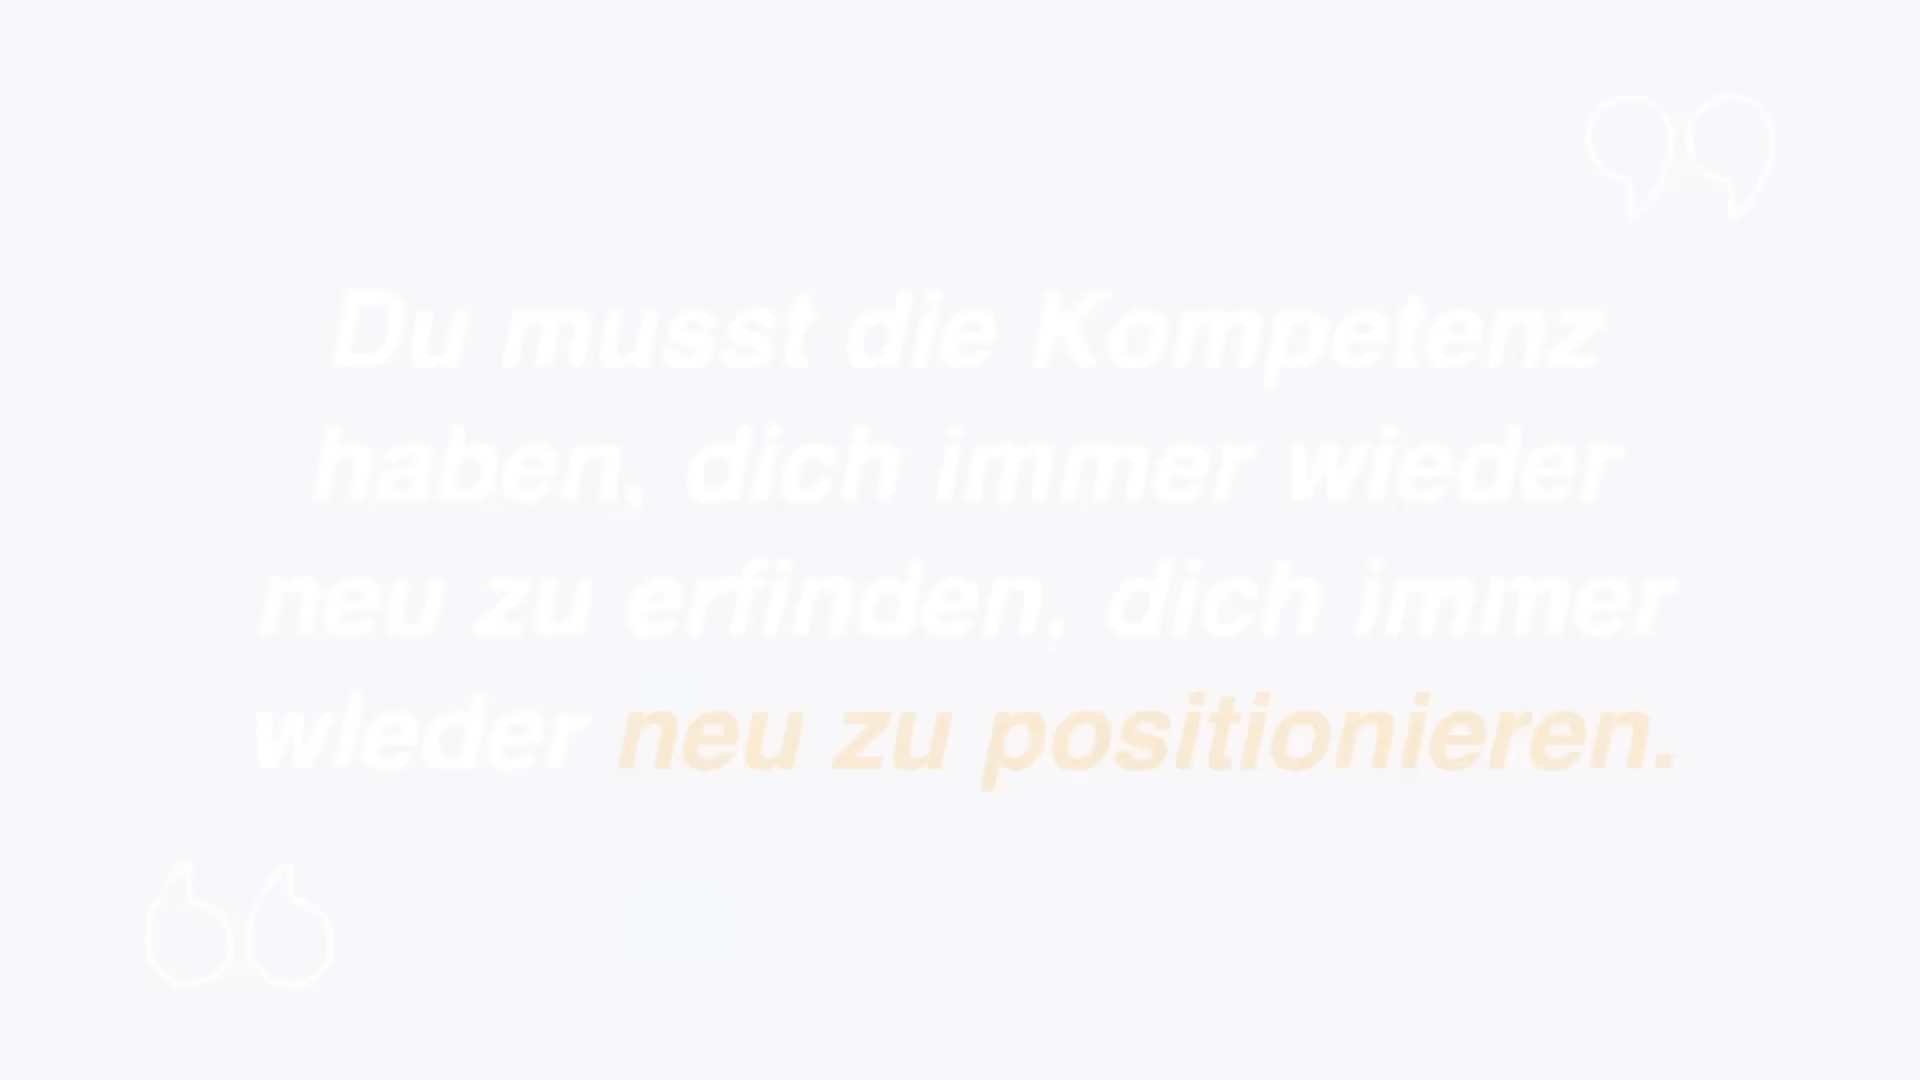 Du musst die Kompetenz
haben, dich immer wieder
neu zu erfinden, dich immer
wieder neu zu positionieren.